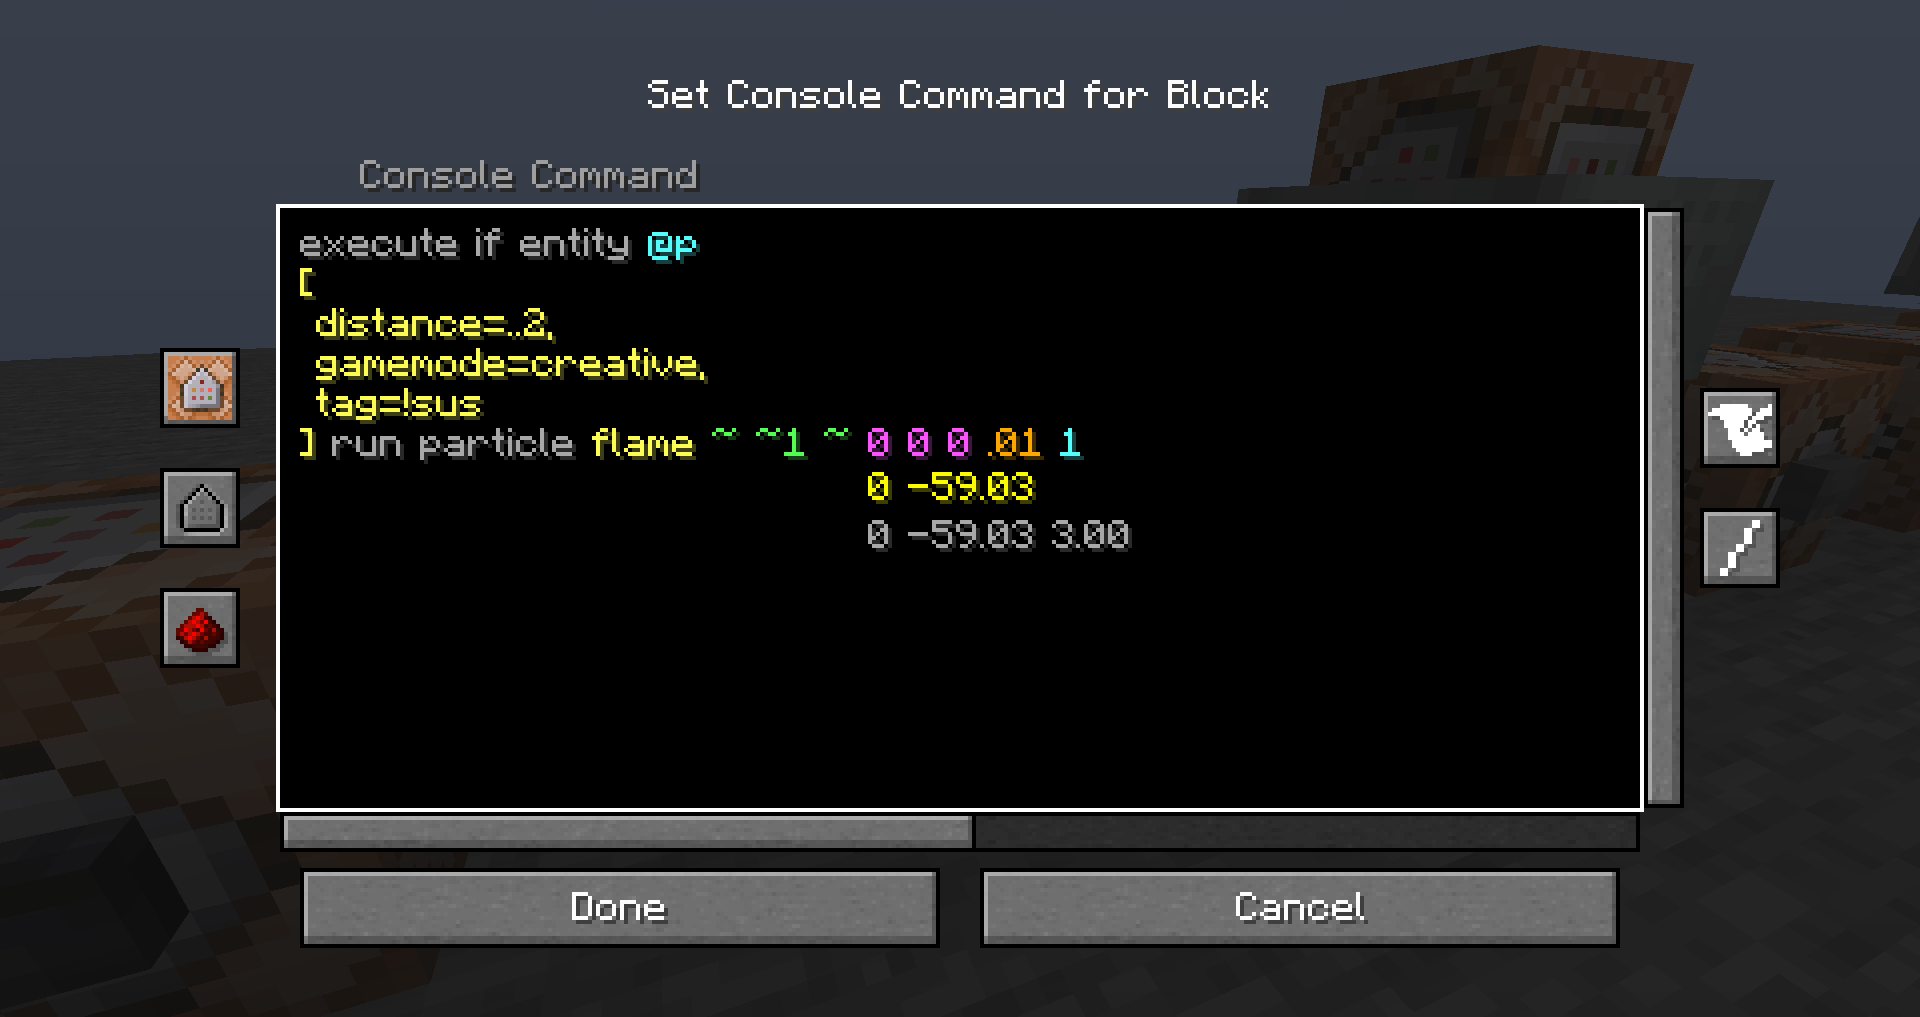 Set Console Command for Block
Console Command
execute if entity @p
[
distance=..2,
gamemode=creative,
tag=!sus
] run particle flame ~ ~1 ~ 0 0 0 .01 1
0 -59.03
0 -59.03 3.00
Done
Cancel